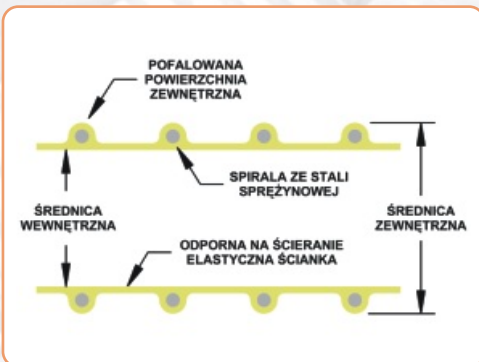 POFALOWANA
POWIERZCHNIA
ZEWNĘTRZNA
SPIRALA ZE STALI
SPRĘŻYNOWEJ
ŚREDNICA
WEWNĘTRZNA
ŚREDNICA
ZEWNĘTRZNA
ODPORNA NA ŚCIERANIE
ELASTYCZNA ŚCIANKA